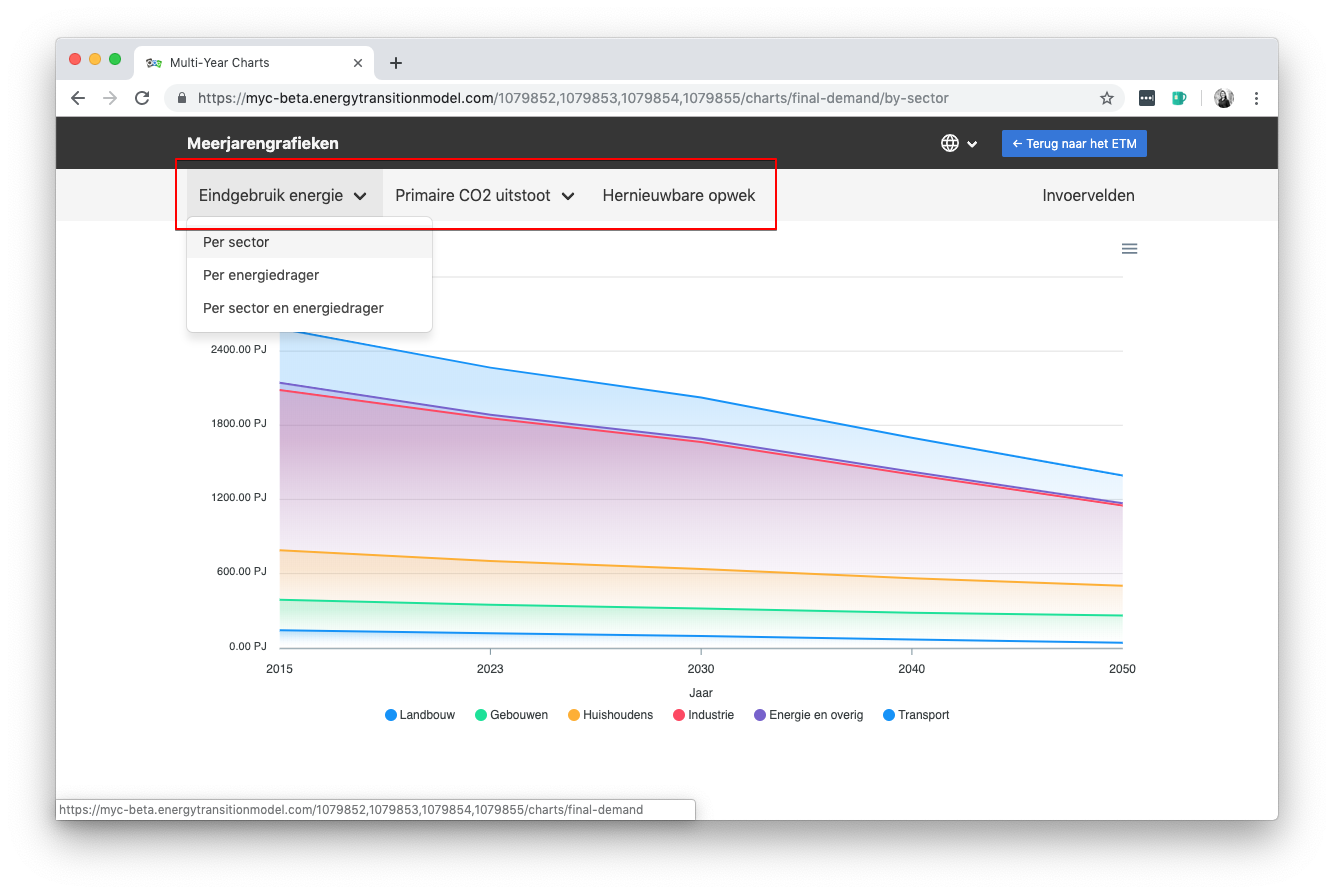 Multi-Year Charts
https://myc-beta.energytransitionmodel.com/1079852,1079853,1079854,1079855/charts/final-demand/by-sector
Meerjarengrafieken
← Terug naar het ETM
Eindgebruik energie
Primaire CO2 uitstoot
Hernieuwbare opwek
Invoervelden
Per sector
Per energiedrager
Per sector en energiedrager
2400.00 PJ
1800.00 PJ
1200.00 PJ
600.00 PJ
0.00 PJ
2015 2023 2030 2040 2050
Jaar
Landbouw Gebouwen Huishoudens Industrie Energie en overig Transport
https://myc-beta.energytransitionmodel.com/1079852,1079853,1079854,1079855/charts/final-demand